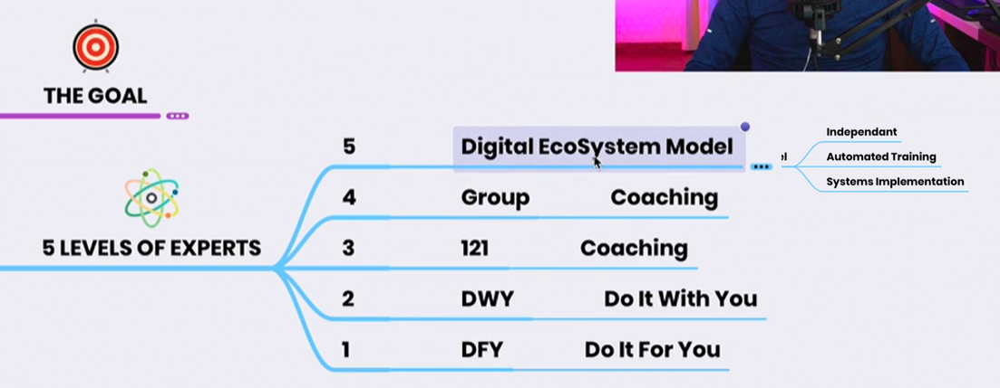 THE GOAL
5 LEVELS OF EXPERTS
5 Digital EcoSystem Model
4 Group Coaching
3 121 Coaching
2 DWY Do It With You
1 DFY Do It For You
el
Independant
Automated Training
Systems Implementation